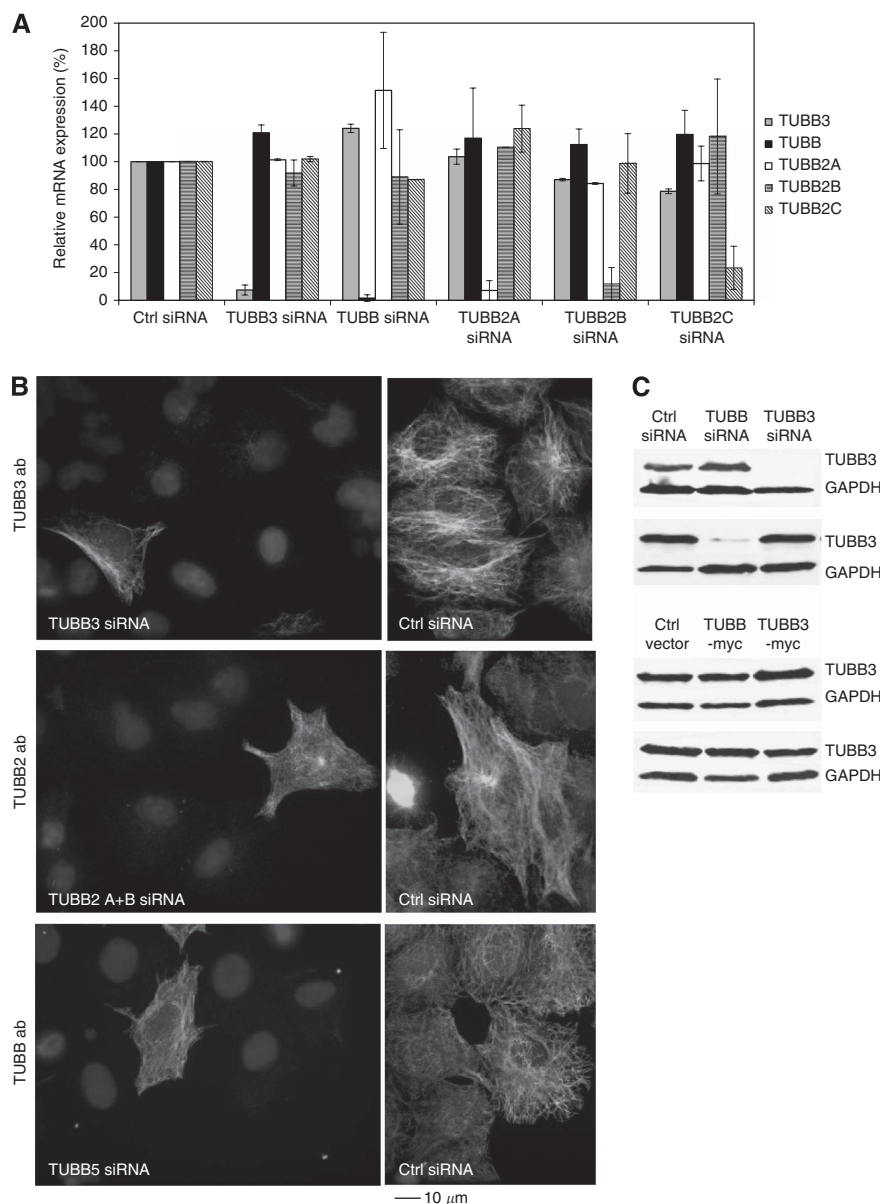 A
200
180
160
140
120
100
80
60
40
20
0
Relative mRNA expression (%)
Ctrl siRNA
TUBB3 siRNA
TUBB siRNA
TUBB2A
siRNA
TUBB2B
siRNA
TUBB2C
siRNA
TUBB3
TUBB
TUBB2A
TUBB2B
TUBB2C
B
TUBB3 ab
TUBB3 siRNA
Ctrl siRNA
TUBB2 ab
TUBB2 A+B siRNA
Ctrl siRNA
TUBB ab
TUBB5 siRNA
Ctrl siRNA
10 μm
C
Ctrl
siRNA
TUBB
siRNA
TUBB3
siRNA
TUBB3
GAPDH
TUBB3
GAPDH
Ctrl
vector
TUBB
-myc
TUBB3
-myc
TUBB3
GAPDH
TUBB3
GAPDH